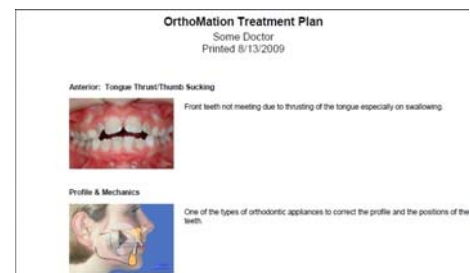 OrthoMation Treatment Plan
Some Doctor
Printed 8/13/2009
Anterior: Tongue Thrust/Thumb Sucking
Front teeth not meeting due to thrusting of the tongue especially on swallowing.
Profile & Mechanics
One of the types of orthodontic appliances to correct the profile and the positions of the
teeth.